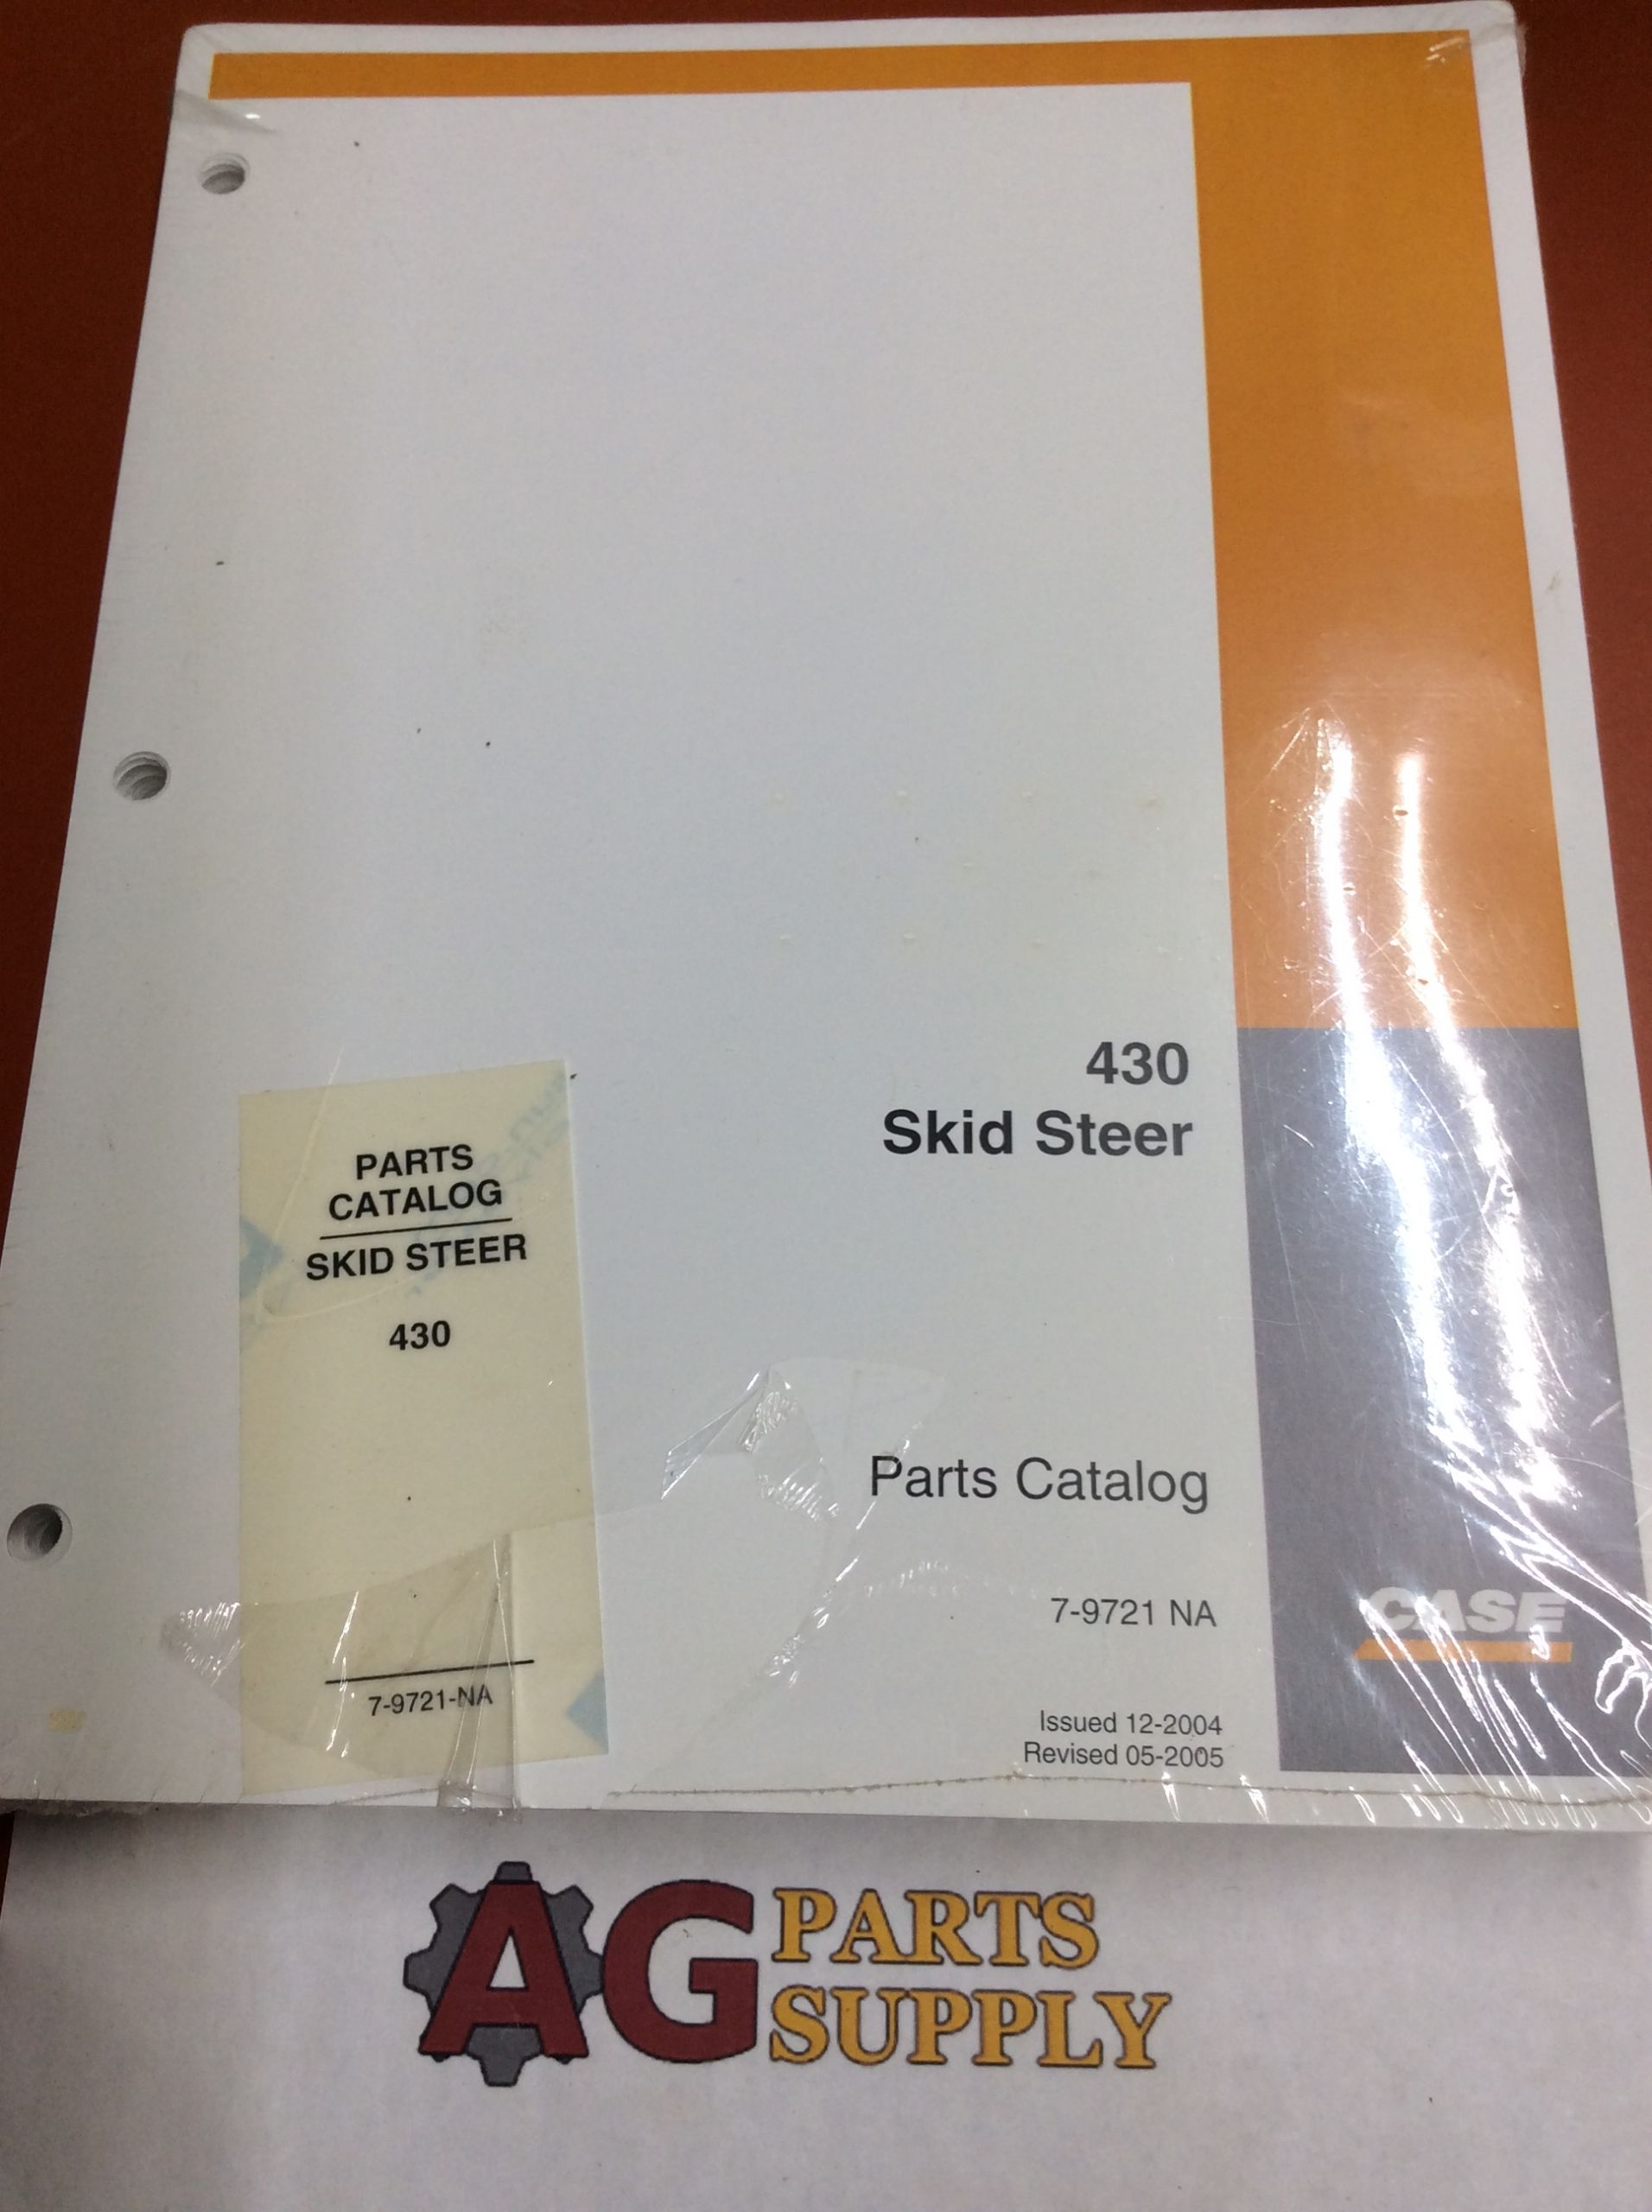 430
Skid Steer
Parts Catalog
7-9721 NA
Issued 12-2004
Revised 05-2005
CASE
PARTS
CATALOG
SKID STEER
430
7-9721-NA
AG PARTS
SUPPLY